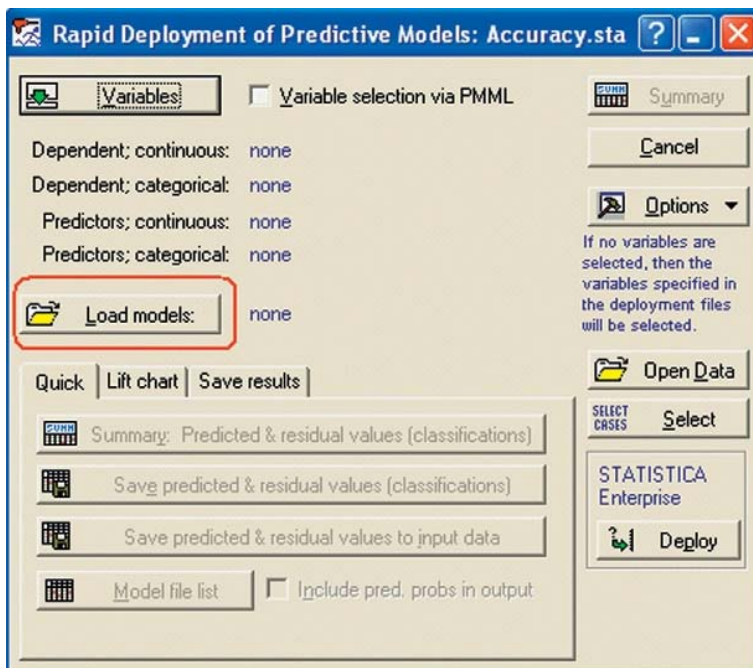 Rapid Deployment of Predictive Models: Accuracy.sta
Variables
Variable selection via PMML
SUMM
Summary
Dependent; continuous: none
Cancel
Dependent; categorical: none
Predictors; continuous: none
Options
Predictors; categorical: none
If no variables are
selected, then the
variables specified in
the deployment files
will be selected.
Load models: none
Open Data
Quick Lift chart Save results
SELECT
CASES
Select
SUMM
Summary: Predicted & residual values (classifications)
Save predicted & residual values (classifications)
STATISTICA
Enterprise
Save predicted & residual values to input data
Deploy
Model file list
Include pred. probs in output